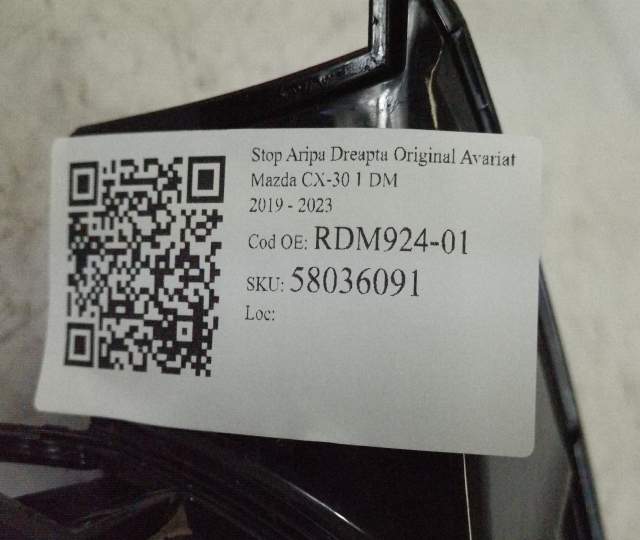 Stop Aripa Dreapta Original Avariat
Mazda CX-30 1 DM
2019 - 2023
Cod OE: RDM924-01
SKU: 58036091
Loc: